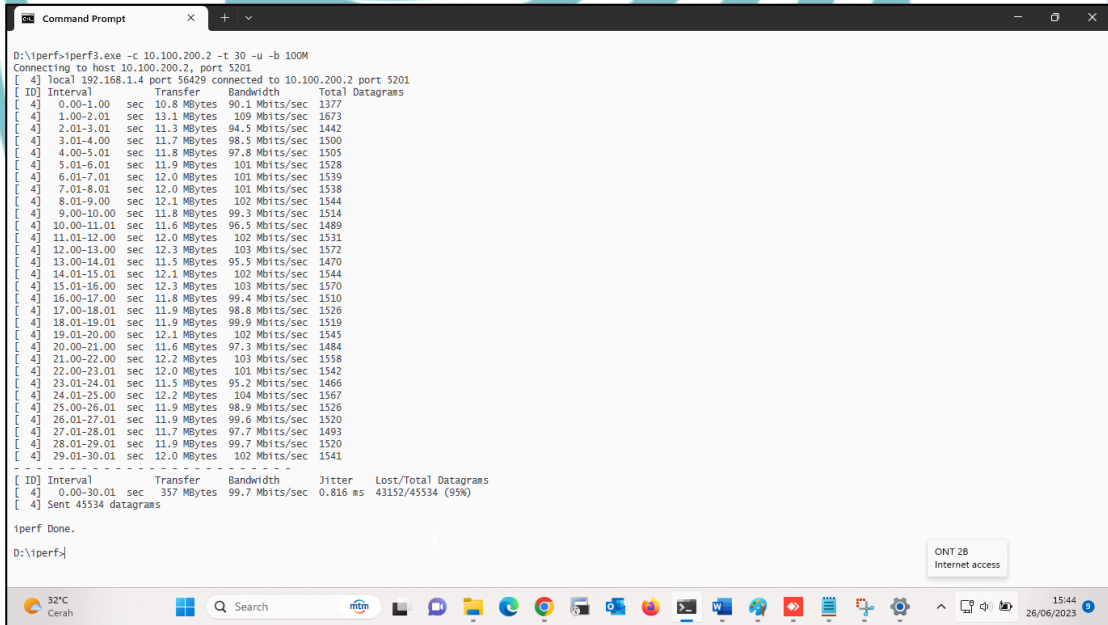 Command Prompt
D:\iperf>iperf3.exe -c 10.100.200.2 -t 30 -u -b 100M
Connecting to host 10.100.200.2, port 5201
[  4] local 192.168.1.4 port 56429 connected to 10.100.200.2 port 5201
[ ID] Interval           Transfer     Bandwidth       Total Datagrams
[  4]   0.00-1.00   sec  10.8 MBytes  90.1 Mbits/sec  1377
[  4]   1.00-2.01   sec  13.1 MBytes   109 Mbits/sec  1673
[  4]   2.01-3.01   sec  11.3 MBytes  94.5 Mbits/sec  1442
[  4]   3.01-4.00   sec  11.7 MBytes  98.5 Mbits/sec  1500
[  4]   4.00-5.01   sec  11.8 MBytes  97.8 Mbits/sec  1505
[  4]   5.01-6.01   sec  11.9 MBytes   101 Mbits/sec  1528
[  4]   6.01-7.01   sec  12.0 MBytes   101 Mbits/sec  1539
[  4]   7.01-8.01   sec  12.0 MBytes   101 Mbits/sec  1538
[  4]   8.01-9.00   sec  12.1 MBytes   102 Mbits/sec  1544
[  4]   9.00-10.00  sec  11.8 MBytes  99.3 Mbits/sec  1514
[  4]  10.00-11.01  sec  11.6 MBytes  96.5 Mbits/sec  1489
[  4]  11.01-12.00  sec  12.0 MBytes   102 Mbits/sec  1531
[  4]  12.00-13.00  sec  12.3 MBytes   103 Mbits/sec  1572
[  4]  13.00-14.01  sec  11.5 MBytes  95.5 Mbits/sec  1470
[  4]  14.01-15.01  sec  12.1 MBytes   102 Mbits/sec  1544
[  4]  15.01-16.00  sec  12.3 MBytes   103 Mbits/sec  1570
[  4]  16.00-17.00  sec  11.8 MBytes  99.4 Mbits/sec  1510
[  4]  17.00-18.01  sec  11.9 MBytes  98.8 Mbits/sec  1526
[  4]  18.01-19.01  sec  11.9 MBytes  99.9 Mbits/sec  1519
[  4]  19.01-20.00  sec  12.1 MBytes   102 Mbits/sec  1545
[  4]  20.00-21.00  sec  11.6 MBytes  97.3 Mbits/sec  1484
[  4]  21.00-22.00  sec  12.2 MBytes   103 Mbits/sec  1558
[  4]  22.00-23.01  sec  12.0 MBytes   101 Mbits/sec  1542
[  4]  23.01-24.01  sec  11.5 MBytes  95.2 Mbits/sec  1466
[  4]  24.01-25.00  sec  12.2 MBytes   104 Mbits/sec  1567
[  4]  25.00-26.01  sec  11.9 MBytes  98.9 Mbits/sec  1526
[  4]  26.01-27.01  sec  11.9 MBytes  99.6 Mbits/sec  1520
[  4]  27.01-28.01  sec  11.7 MBytes  97.7 Mbits/sec  1493
[  4]  28.01-29.01  sec  11.9 MBytes  99.7 Mbits/sec  1520
[  4]  29.01-30.01  sec  12.0 MBytes   102 Mbits/sec  1541
- - - - - - - - - - - - - - - - - - - - - - - - -
[ ID] Interval           Transfer     Bandwidth       Jitter    Lost/Total Datagrams
[  4]   0.00-30.01  sec   357 MBytes  99.7 Mbits/sec  0.816 ms  43152/45534 (95%)
[  4] Sent 45534 datagrams
iperf Done.
D:\iperf>
ONT 2B
Internet access
32°C
Cerah
Search
mtm
15:44
26/06/2023
9